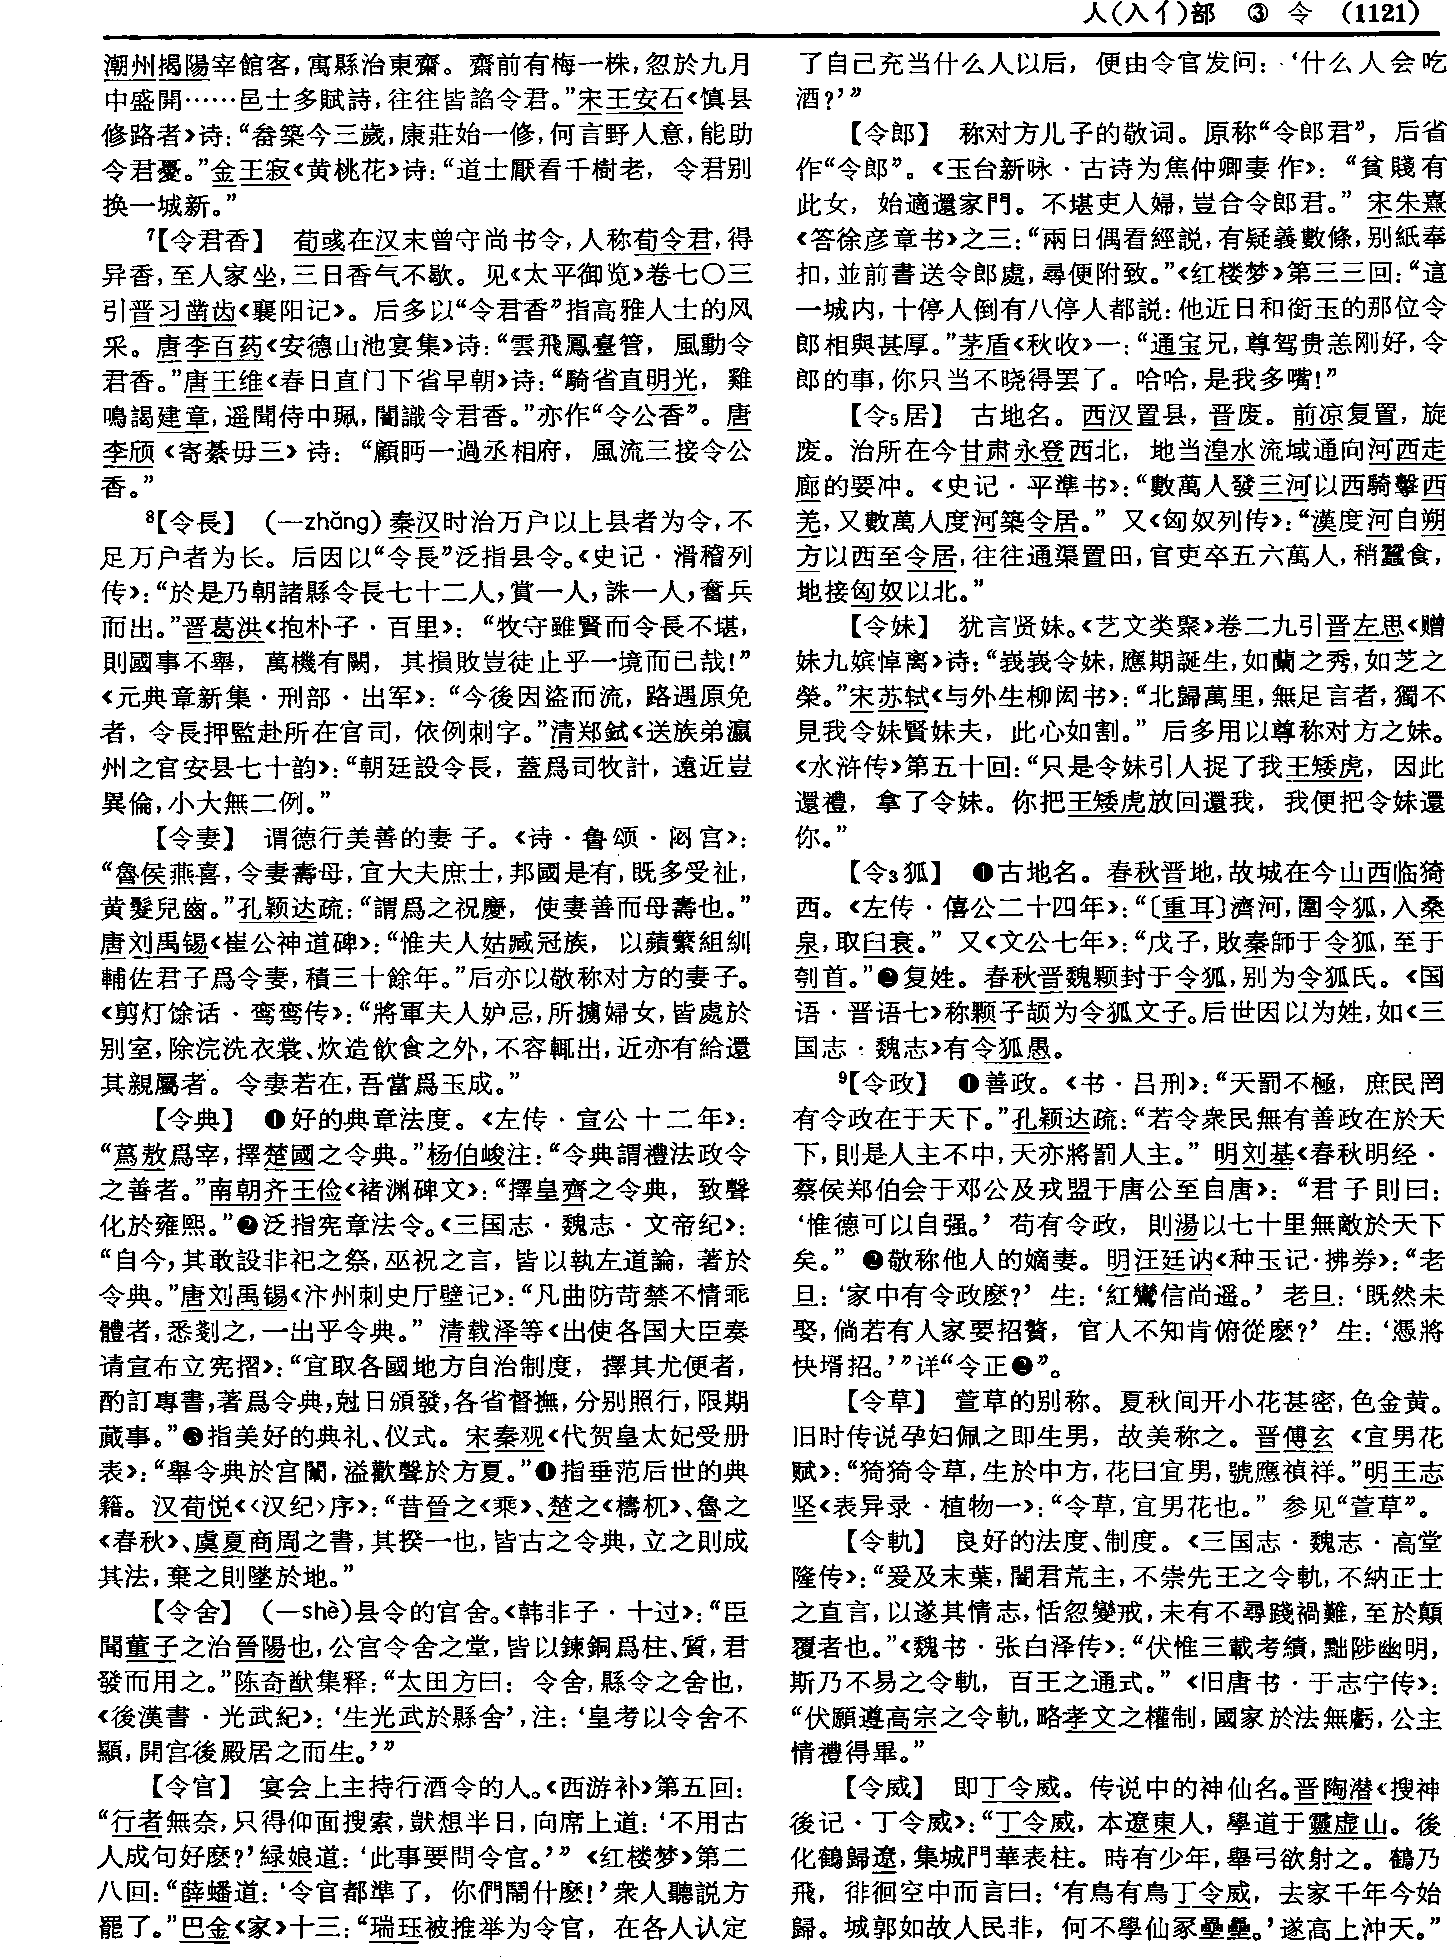 人(入亻)部 ③ 令 (1121)
潮州揭陽宰館客，寓縣治東齋。齋前有梅一株，忽於九月
中盛開……邑士多賦詩，往往皆諂令君。”宋王安石《慎县
修路者》诗：“畚築今三歲，康莊始一修，何言野人意，能助
令君憂。”金王寂《黄桃花》诗：“道士厭看千樹老，令君别
换一城新。”
⁷【令君香】 荀彧在汉末曾守尚书令，人称荀令君，得
异香，至人家坐，三日香气不歇。见《太平御览》卷七〇三
引晋习凿齿《襄阳记》。后多以“令君香”指高雅人士的风
采。唐李百药《安德山池宴集》诗：“雲飛鳳臺管，風動令
君香。”唐王维《春日直门下省早朝》诗：“騎省直明光，雞
鳴謁建章，遥聞侍中珮，闇識令君香。”亦作“令公香”。唐
李颀《寄綦毋三》诗：“顧眄一過丞相府，風流三接令公
香。”
⁸【令長】 (—zhǎng)秦汉时治万户以上县者为令，不
足万户者为长。后因以“令長”泛指县令。《史记·滑稽列
传》：“於是乃朝諸縣令長七十二人，賞一人，誅一人，奮兵
而出。”晋葛洪《抱朴子·百里》：“牧守雖賢而令長不堪，
則國事不舉，萬機有闕，其損敗豈徒止乎一境而已哉！”
《元典章新集·刑部·出军》：“今後因盜而流，路遇原免
者，令長押監赴所在官司，依例刺字。”清郑鉽《送族弟瀛
州之官安县七十韵》：“朝廷設令長，蓋爲司牧計，遠近豈
異倫，小大無二例。”
【令妻】 谓德行美善的妻子。《诗·鲁颂·閟宫》：
“魯侯燕喜，令妻壽母，宜大夫庶士，邦國是有，既多受祉，
黄髮兒齒。”孔颖达疏：“謂爲之祝慶，使妻善而母壽也。”
唐刘禹锡《崔公神道碑》：“惟夫人姑臧冠族，以蘋蘩組紃
輔佐君子爲令妻，積三十餘年。”后亦以敬称对方的妻子。
《剪灯馀话·鸾鸾传》：“將軍夫人妒忌，所擄婦女，皆處於
别室，除浣洗衣裳、炊造飲食之外，不容輒出，近亦有給還
其親屬者。令妻若在，吾當爲玉成。”
【令典】 ❶好的典章法度。《左传·宣公十二年》：
“蔿敖爲宰，擇楚國之令典。”杨伯峻注：“令典謂禮法政令
之善者。”南朝齐王俭《褚渊碑文》：“擇皇齊之令典，致聲
化於雍熙。”❷泛指宪章法令。《三国志·魏志·文帝纪》：
“自今，其敢設非祀之祭，巫祝之言，皆以執左道論，著於
令典。”唐刘禹锡《汴州刺史厅壁记》：“凡曲防苛禁不情乖
體者，悉剗之，一出乎令典。”清载泽等《出使各国大臣奏
请宣布立宪摺》：“宜取各國地方自治制度，擇其尤便者，
酌訂專書，著爲令典，尅日頒發，各省督撫，分别照行，限期
蕆事。”❸指美好的典礼、仪式。宋秦观《代贺皇太妃受册
表》：“舉令典於宫闈，溢歡聲於方夏。”❹指垂范后世的典
籍。汉荀悦《〈汉纪〉序》：“昔晉之《乘》、楚之《檮杌》、魯之
《春秋》、虞夏商周之書，其揆一也，皆古之令典，立之則成
其法，棄之則墜於地。”
【令舍】 (—shè)县令的官舍。《韩非子·十过》：“臣
聞董子之治晉陽也，公宫令舍之堂，皆以鍊銅爲柱、質，君
發而用之。”陈奇猷集释：“太田方曰：令舍，縣令之舍也，
《後漢書·光武紀》：‘生光武於縣舍’，注：‘皇考以令舍不
顯，開宫後殿居之而生。’”
【令官】 宴会上主持行酒令的人。《西游补》第五回：
“行者無奈，只得仰面搜索，獃想半日，向席上道：‘不用古
人成句好麽？’緑娘道：‘此事要問令官。’”《红楼梦》第二
八回：“薛蟠道：‘令官都準了，你們鬧什麽！’衆人聽説方
罷了。”巴金《家》十三：“瑞珏被推举为令官，在各人认定
了自己充当什么人以后，便由令官发问：‘什么人会吃
酒？’”
【令郎】 称对方儿子的敬词。原称“令郎君”，后省
作“令郎”。《玉台新咏·古诗为焦仲卿妻作》：“貧賤有
此女，始適還家門。不堪吏人婦，豈合令郎君。”宋朱熹
《答徐彦章书》之三：“兩日偶看經説，有疑義數條，别紙奉
扣，並前書送令郎處，尋便附致。”《红楼梦》第三三回：“這
一城内，十停人倒有八停人都説：他近日和銜玉的那位令
郎相與甚厚。”茅盾《秋收》一：“通宝兄，尊驾贵恙刚好，令
郎的事，你只当不晓得罢了。哈哈，是我多嘴！”
【令₅居】 古地名。西汉置县，晋废。前凉复置，旋
废。治所在今甘肃永登西北，地当湟水流域通向河西走
廊的要冲。《史记·平準书》：“數萬人發三河以西騎擊西
羌，又數萬人度河築令居。”又《匈奴列传》：“漢度河自朔
方以西至令居，往往通渠置田，官吏卒五六萬人，稍蠶食，
地接匈奴以北。”
【令妹】 犹言贤妹。《艺文类聚》卷二九引晋左思《赠
妹九嫔悼离》诗：“峩峩令妹，應期誕生，如蘭之秀，如芝之
榮。”宋苏轼《与外生柳闳书》：“北歸萬里，無足言者，獨不
見我令妹賢妹夫，此心如割。”后多用以尊称对方之妹。
《水浒传》第五十回：“只是令妹引人捉了我王矮虎，因此
還禮，拿了令妹。你把王矮虎放回還我，我便把令妹還
你。”
【令₃狐】 ❶古地名。春秋晋地，故城在今山西临猗
西。《左传·僖公二十四年》：“〔重耳〕濟河，圍令狐，入桑
泉，取臼衰。”又《文公七年》：“戊子，敗秦師于令狐，至于
刳首。”❷复姓。春秋晋魏颗封于令狐，别为令狐氏。《国
语·晋语七》称颗子颉为令狐文子。后世因以为姓，如《三
国志·魏志》有令狐愚。
⁹【令政】 ❶善政。《书·吕刑》：“天罰不極，庶民罔
有令政在于天下。”孔颖达疏：“若令衆民無有善政在於天
下，則是人主不中，天亦將罰人主。”明刘基《春秋明经·
蔡侯郑伯会于邓公及戎盟于唐公至自唐》：“君子則曰：
‘惟德可以自强。’苟有令政，則湯以七十里無敵於天下
矣。”❷敬称他人的嫡妻。明汪廷讷《种玉记·拂券》：“老
旦：‘家中有令政麽？’生：‘紅鸞信尚遥。’老旦：‘既然未
娶，倘若有人家要招贅，官人不知肯俯從麽？’生：‘憑將
快壻招。’”详“令正❷”。
【令草】 萱草的别称。夏秋间开小花甚密，色金黄。
旧时传说孕妇佩之即生男，故美称之。晋傅玄《宜男花
赋》：“猗猗令草，生於中方，花曰宜男，號應禎祥。”明王志
坚《表异录·植物一》：“令草，宜男花也。”参见“萱草”。
【令軌】 良好的法度、制度。《三国志·魏志·高堂
隆传》：“爰及末葉，闇君荒主，不崇先王之令軌，不納正士
之直言，以遂其情志，恬忽變戒，未有不尋踐禍難，至於顛
覆者也。”《魏书·张白泽传》：“伏惟三載考績，黜陟幽明，
斯乃不易之令軌，百王之通式。”《旧唐书·于志宁传》：
“伏願遵高宗之令軌，略孝文之權制，國家於法無虧，公主
情禮得畢。”
【令威】 即丁令威。传说中的神仙名。晋陶潜《搜神
後记·丁令威》：“丁令威，本遼東人，學道于靈虚山。後
化鶴歸遼，集城門華表柱。時有少年，舉弓欲射之。鶴乃
飛，徘徊空中而言曰：‘有鳥有鳥丁令威，去家千年今始
歸。城郭如故人民非，何不學仙冢壘壘。’遂高上沖天。”